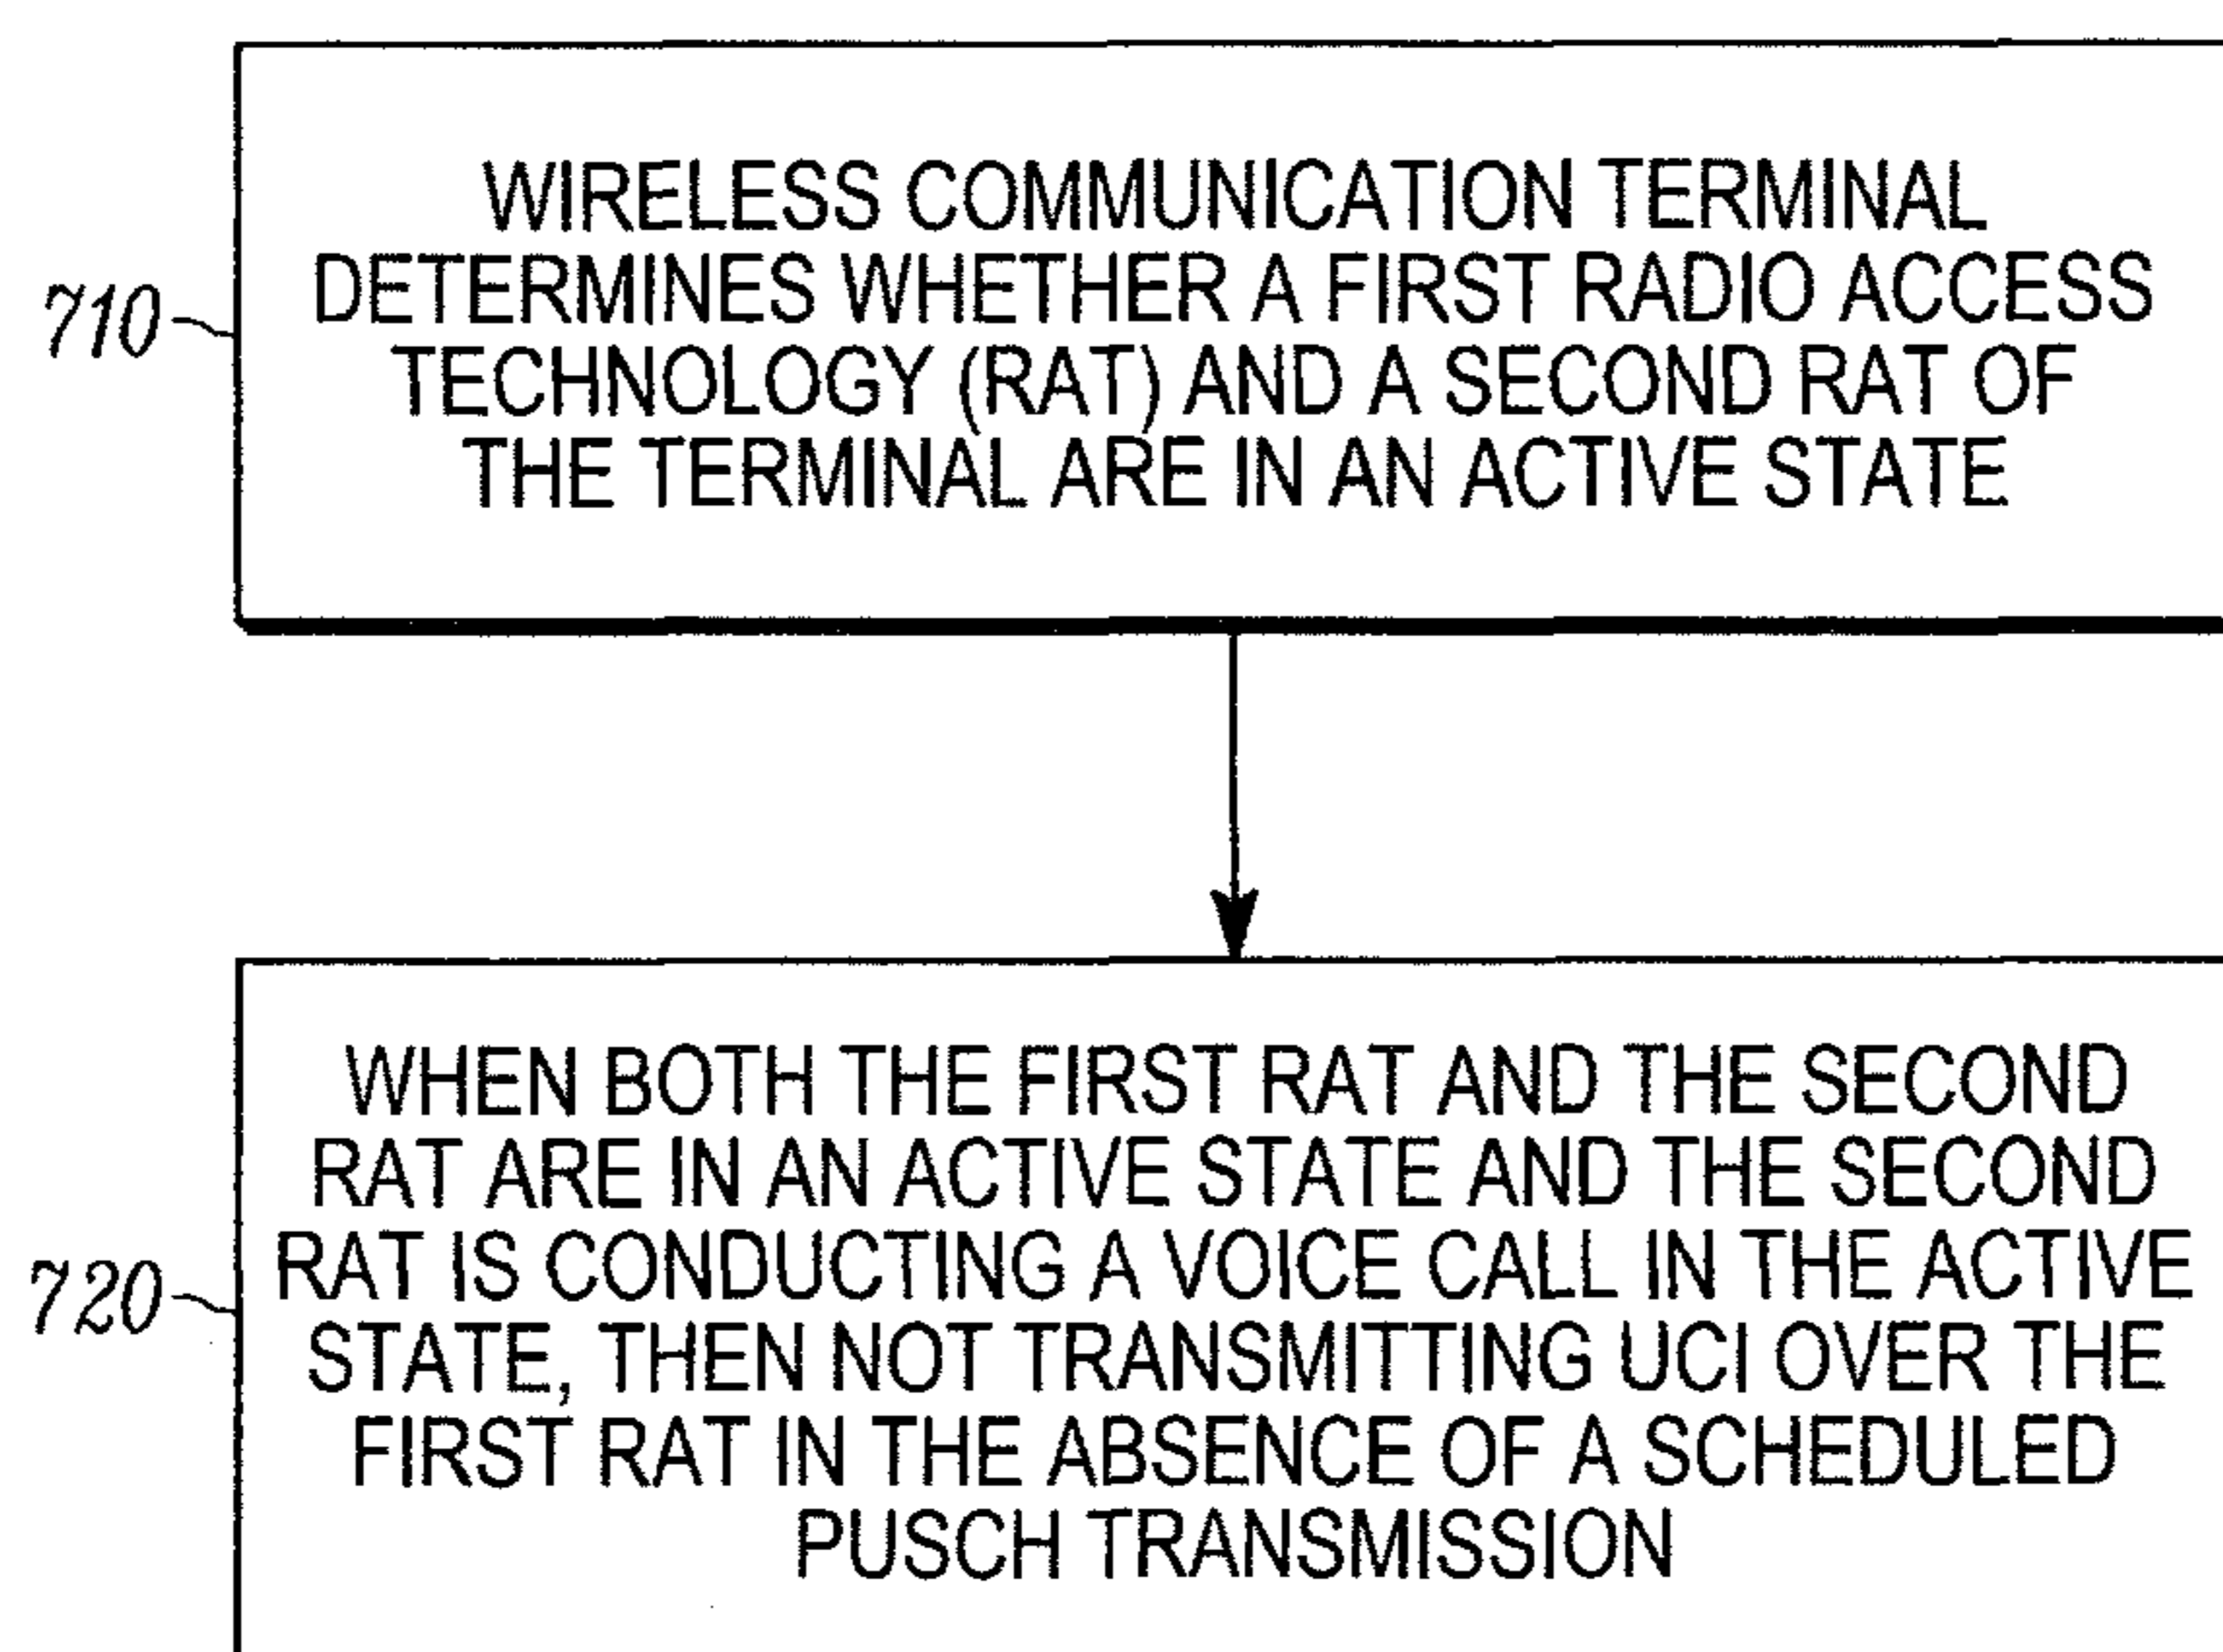 WIRELESS COMMUNICATION TERMINAL
DETERMINES WHETHER A FIRST RADIO ACCESS
710
TECHNOLOGY (RAT) AND A SECOND RAT OF
THE TERMINAL ARE IN AN ACTIVE STATE
WHEN BOTH THE FIRST RAT AND THE SECOND
RAT ARE IN AN ACTIVE STATE AND THE SECOND
RAT IS CONDUCTING A VOICE CALL IN THE ACTIVE
720
STATE, THEN NOT TRANSMITTING UCI OVER THE
FIRST RAT IN THE ABSENCE OF A SCHEDULED
PUSCH TRANSMISSION